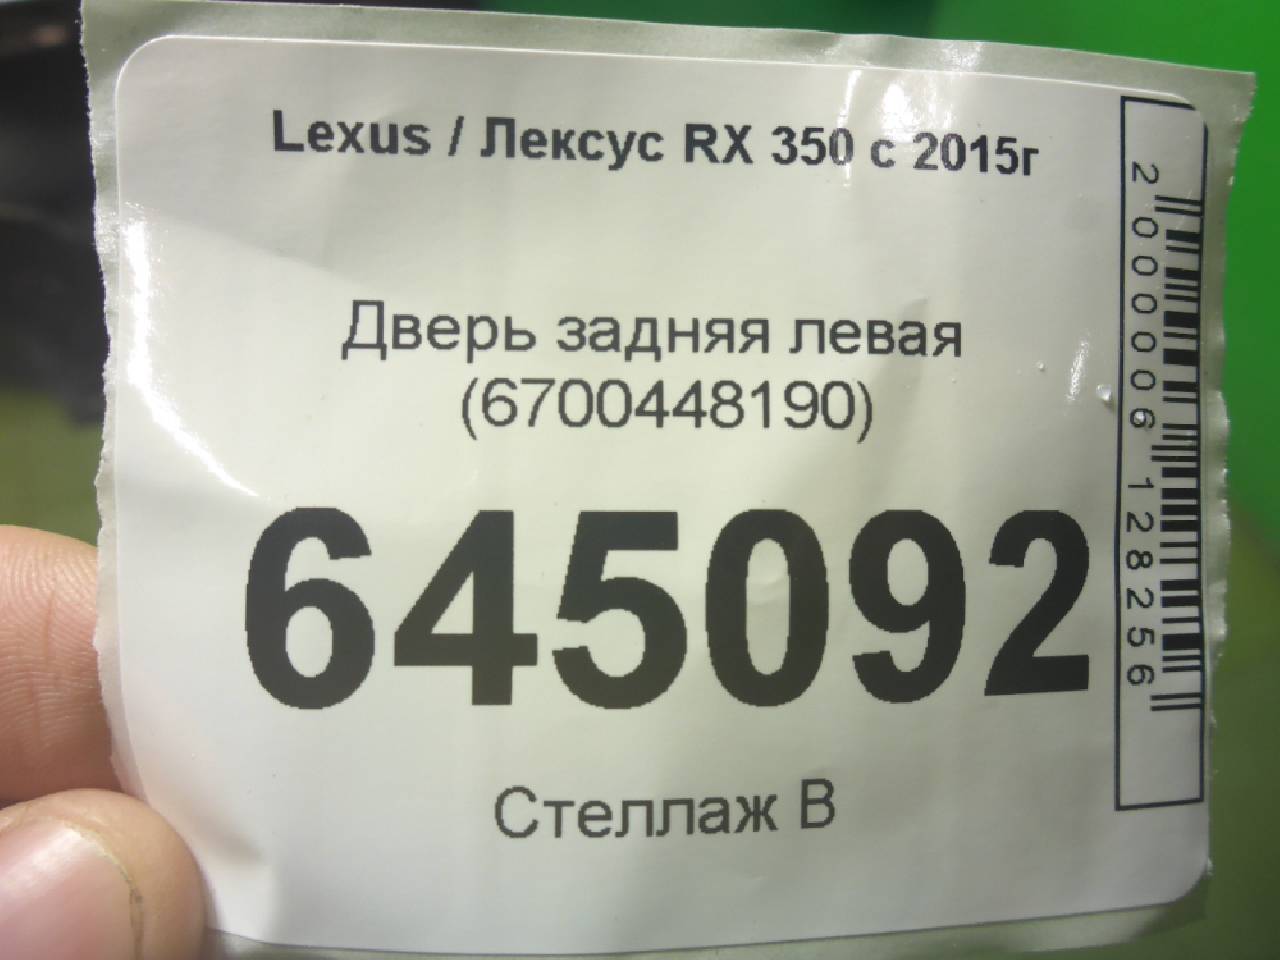 Lexus / Лексус RX 350 с 2015г
Дверь задняя левая
(6700448190)
645092
Стеллаж В
2000006128256